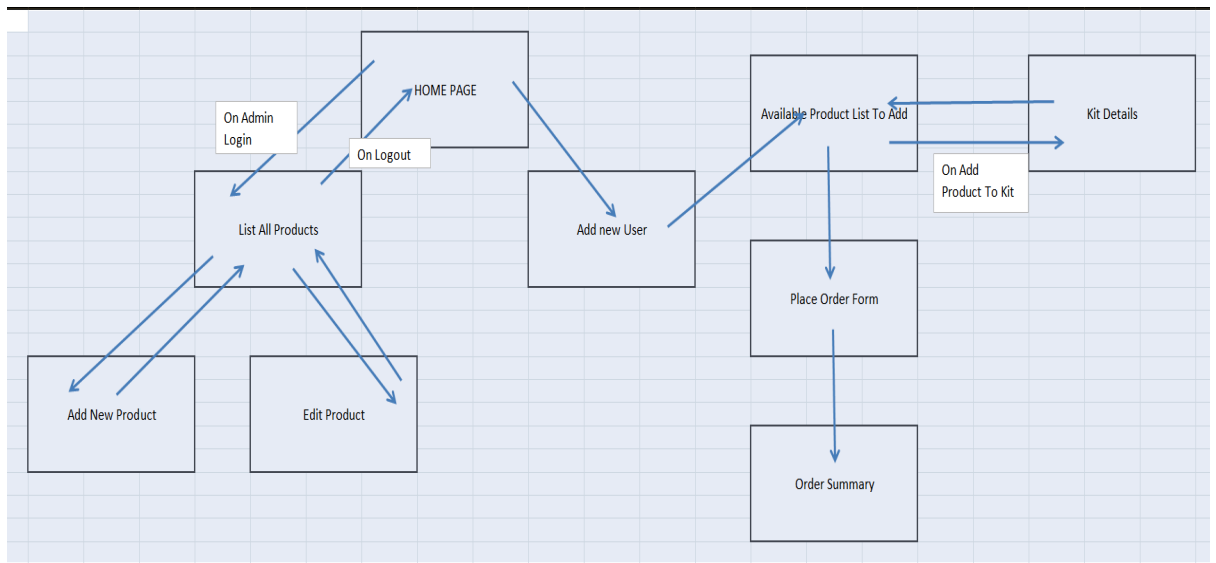 HOME PAGE
On Admin
Login
On Logout
Available Product List To Add
Kit Details
On Add
Product To Kit
List All Products
Add new User
Place Order Form
Add New Product
Edit Product
Order Summary